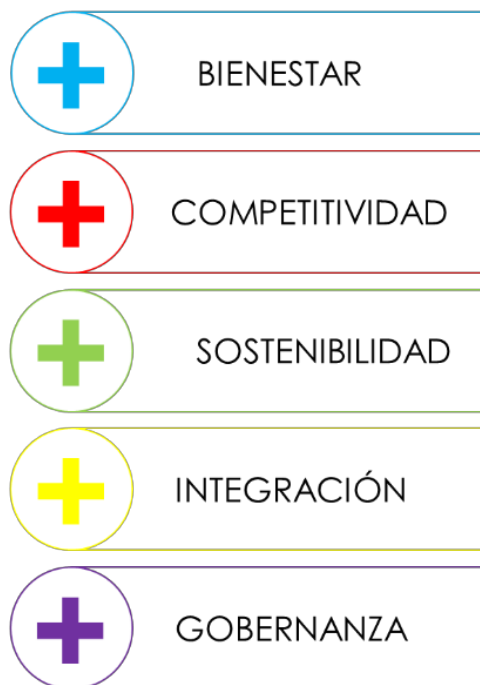 BIENESTAR
COMPETITIVIDAD
SOSTENIBILIDAD
INTEGRACIÓN
GOBERNANZA